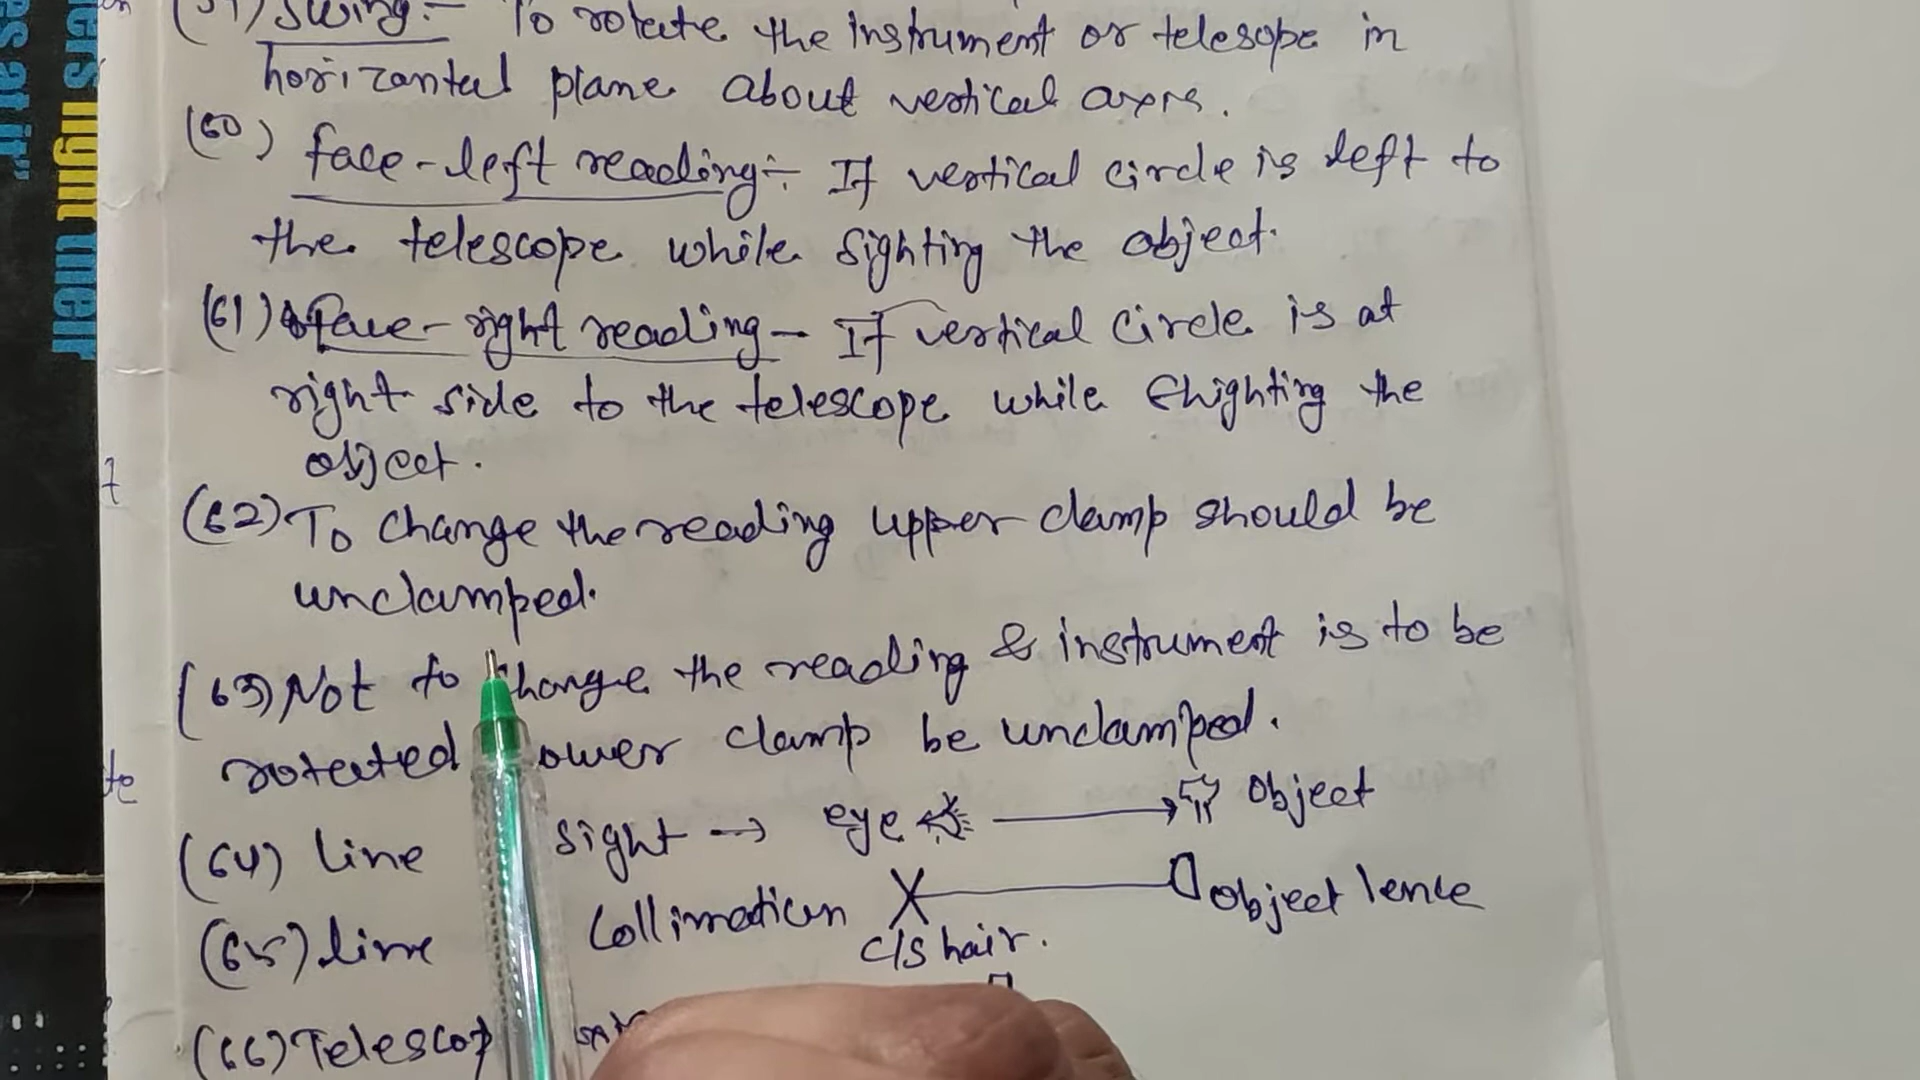 Swing:- To rotate the instrument or telesope in
horizontal plane about vertical axis.
(60) face-left reading:- If vertical circle is left to
the telescope while sighting the object.
(61) face-right reading- If vertical circle is at
right side to the telescope while shighting the
object.
(62) To change the reading upper clamp should be
unclamped.
(63) Not to change the reading & instrument is to be
rotated ower clamp be unclamped.
(64) line sight → eye → object
(65) line Collimation object lence
c/s hair.
(66) Telescop
light